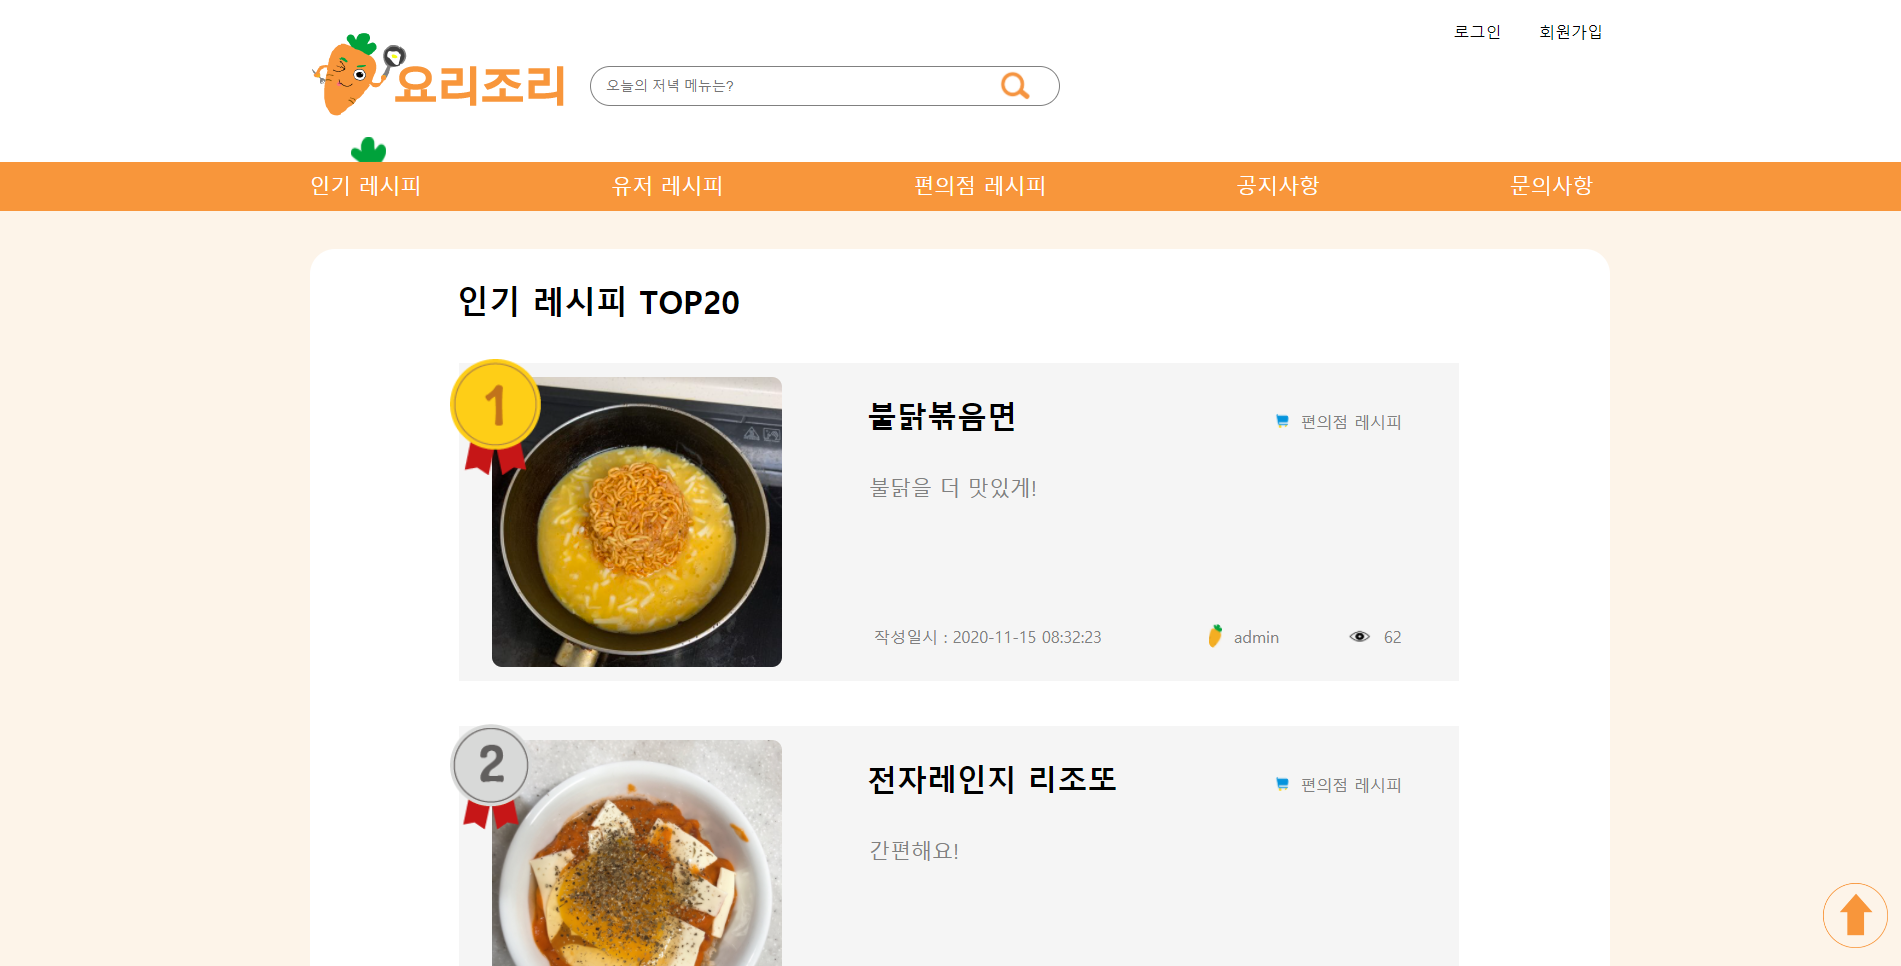 로그인 회원가입
요리조리
오늘의 저녁 메뉴는?
인기 레시피 유저 레시피 편의점 레시피 공지사항 문의사항
인기 레시피 TOP20
1
불닭볶음면
편의점 레시피
불닭을 더 맛있게!
작성일시 : 2020-11-15 08:32:23 admin 62
2
전자레인지 리조또
편의점 레시피
간편해요!